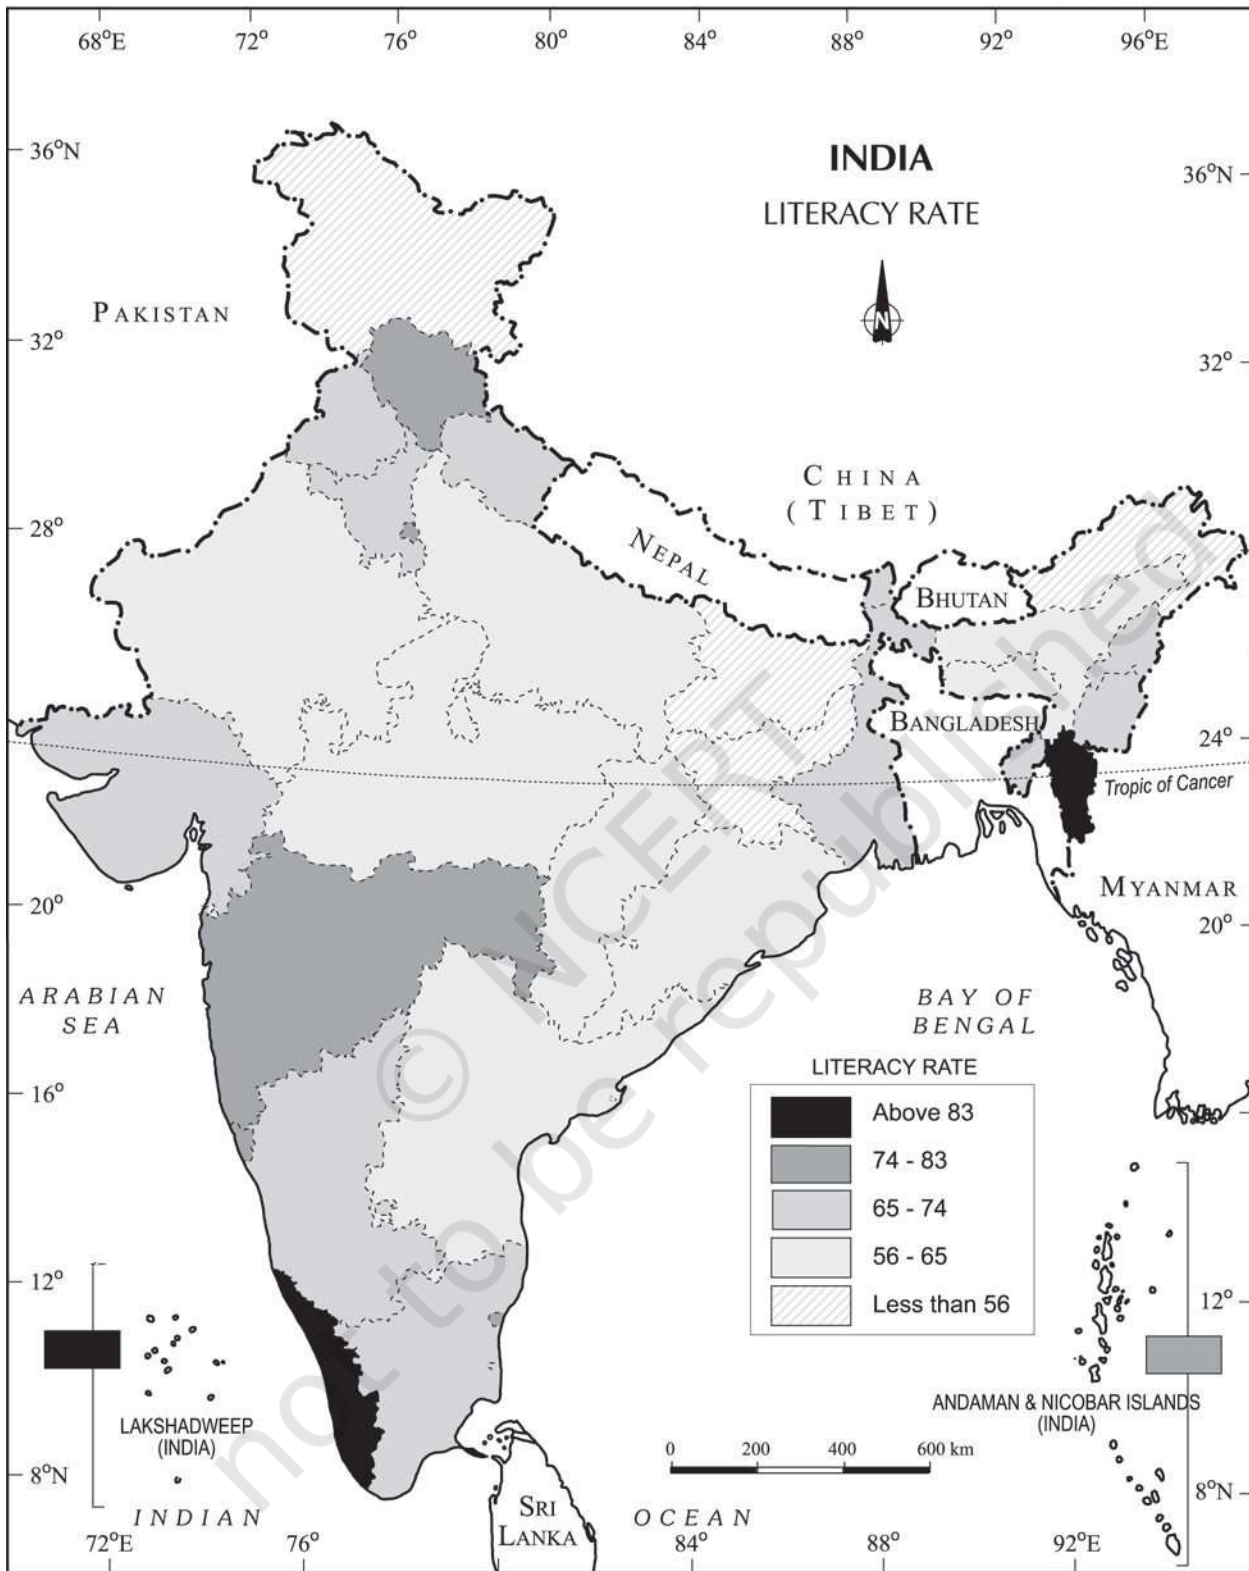 68°E 72° 76° 80° 84° 88° 92° 96°E
36°N
INDIA
LITERACY RATE
36°N
N
PAKISTAN
32°
32°
CHINA
(TIBET)
NEPAL
28°
28°
BHUTAN
BANGLADESH
24°
24°
Tropic of Cancer
MYANMAR
20°
20°
ARABIAN
SEA
BAY OF
BENGAL
16°
LITERACY RATE
Above 83
74 - 83
65 - 74
56 - 65
Less than 56
12°
12°
LAKSHADWEEP
(INDIA)
ANDAMAN & NICOBAR ISLANDS
(INDIA)
0 200 400 600 km
8°N
8°N
INDIAN
OCEAN
SRI
LANKA
72°E 76° 84° 88° 92°E
© NCERT
not to be republished